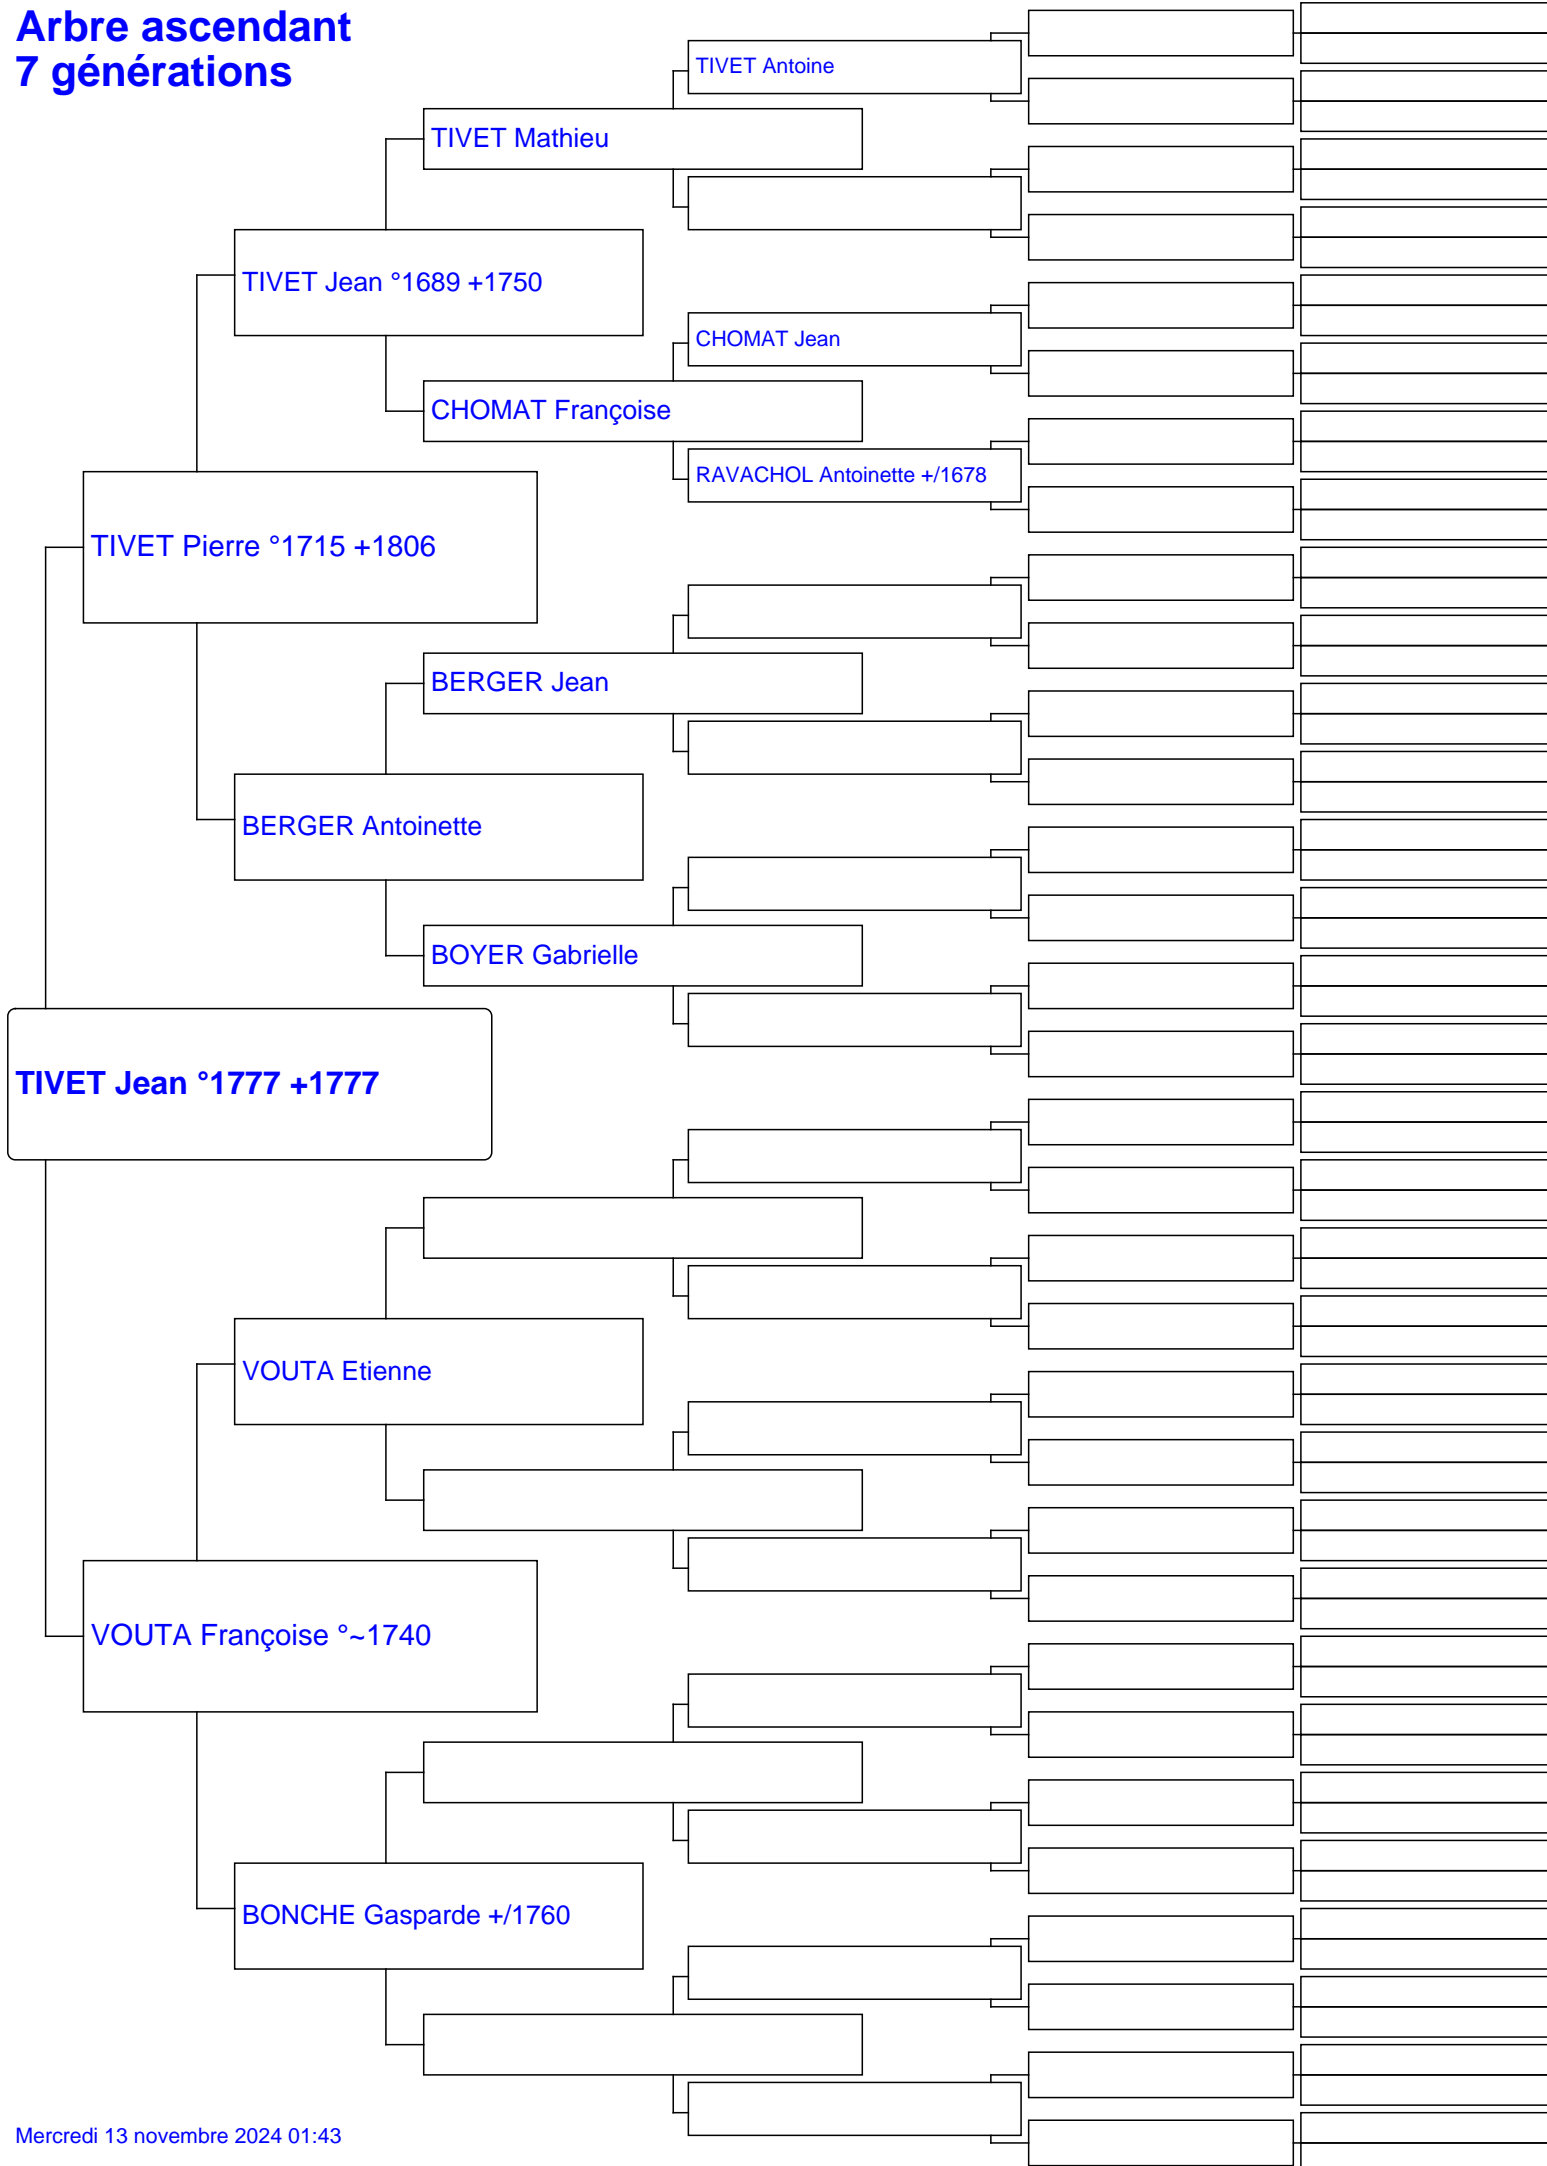 Arbre ascendant
7 générations
TIVET Antoine
TIVET Mathieu
TIVET Jean °1689 +1750
CHOMAT Jean
CHOMAT Françoise
RAVACHOL Antoinette +/1678
TIVET Pierre °1715 +1806
BERGER Jean
BERGER Antoinette
BOYER Gabrielle
TIVET Jean °1777 +1777
VOUTA Etienne
VOUTA Françoise °~1740
BONCHE Gasparde +/1760
Mercredi 13 novembre 2024 01:43